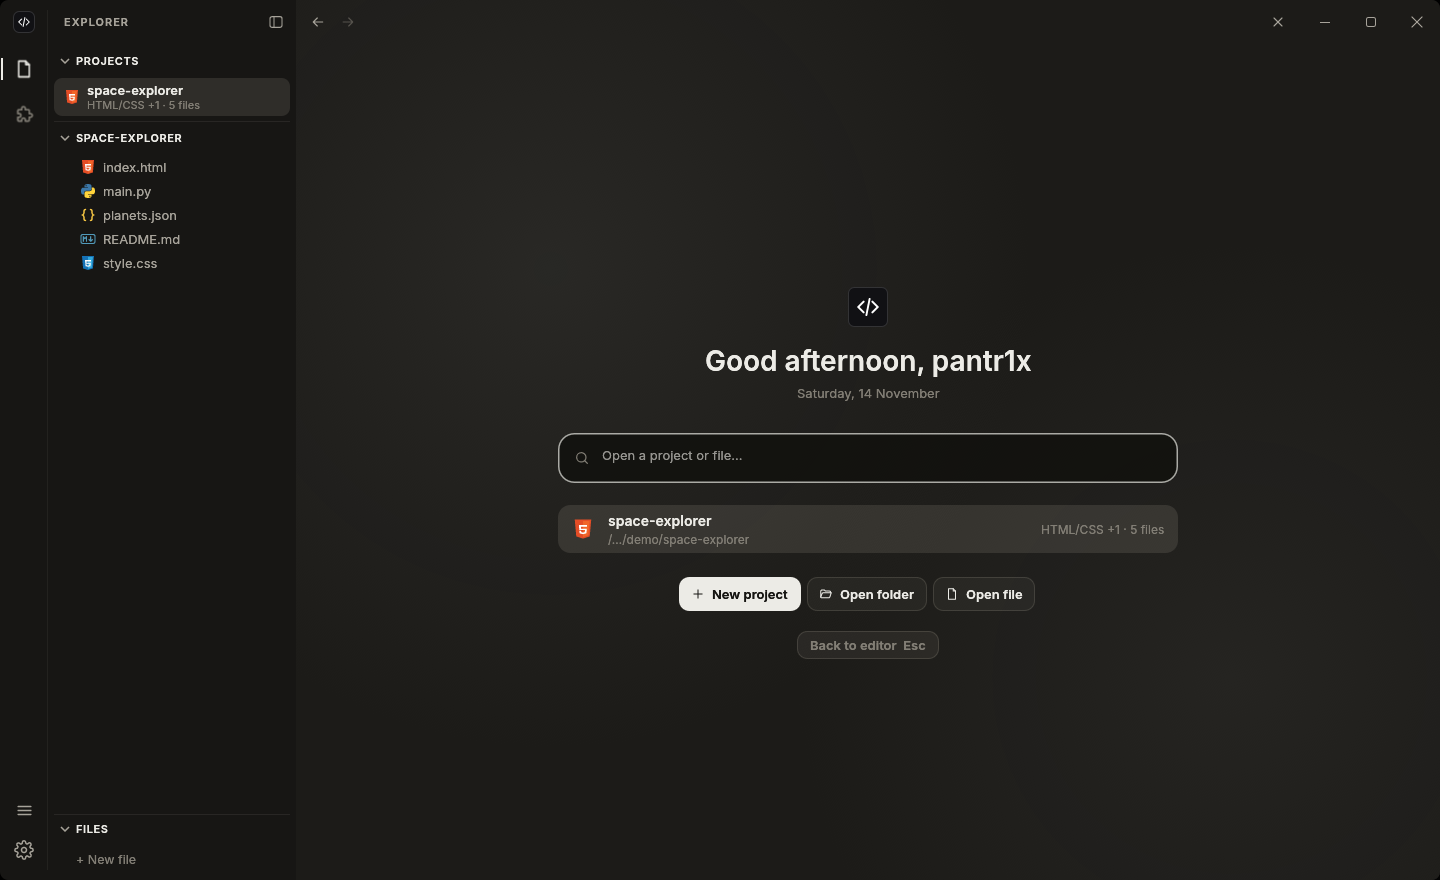 EXPLORER
PROJECTS
space-explorer
HTML/CSS +1 · 5 files
SPACE-EXPLORER
index.html
main.py
planets.json
README.md
style.css
FILES
+ New file
Good afternoon, pantr1x
Saturday, 14 November
Open a project or file...
space-explorer
/.../demo/space-explorer
HTML/CSS +1 · 5 files
New project
Open folder
Open file
Back to editor Esc